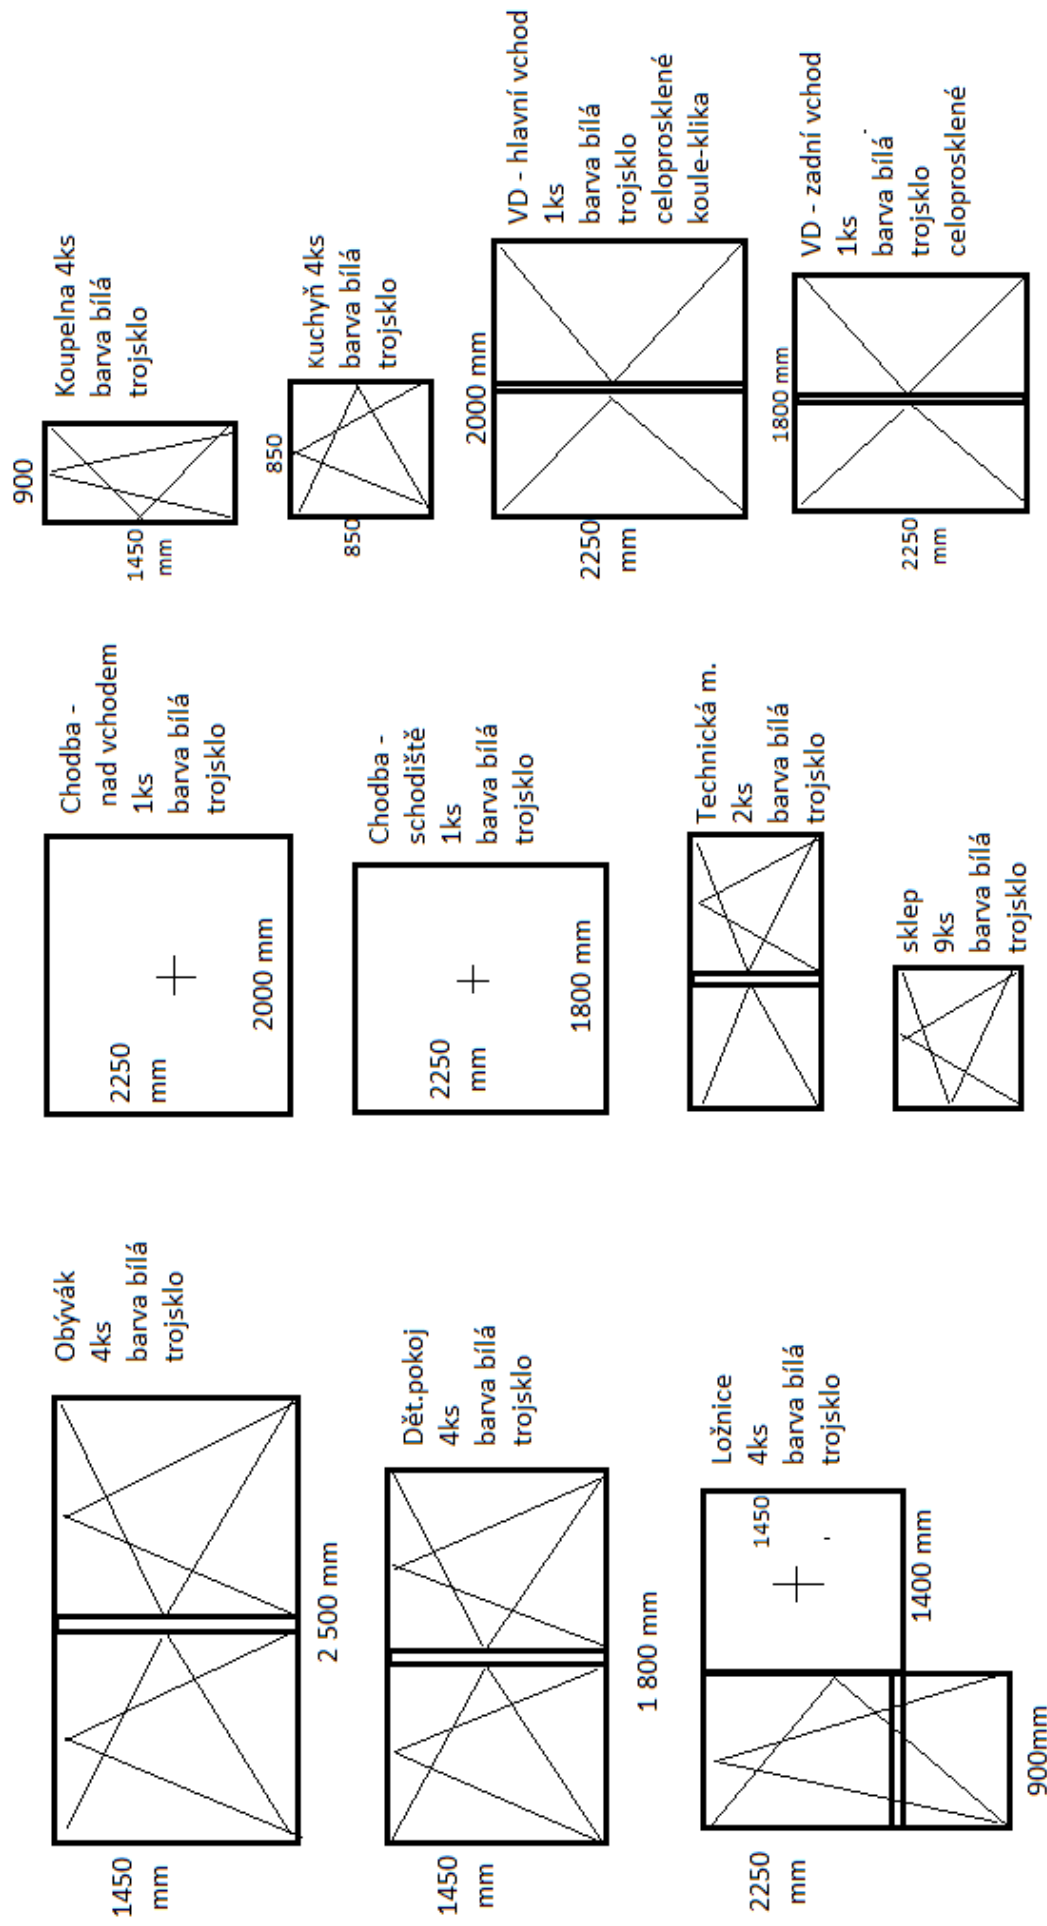 Obývák
4ks
barva bílá
trojsklo
1450
mm
2 500 mm
Chodba -
nad vchodem
1ks
barva bílá
trojsklo
2250
mm
2000 mm
900
1450
mm
Koupelna 4ks
barva bílá
trojsklo
850
850
Kuchyň 4ks
barva bílá
trojsklo
Dět.pokoj
4ks
barva bílá
trojsklo
1450
mm
1 800 mm
Chodba -
schodiště
1ks
barva bílá
trojsklo
2250
mm
1800 mm
2000 mm
2250
mm
VD - hlavní vchod
1ks
barva bílá
trojsklo
celoprosklené
koule-klika
Ložnice
4ks
barva bílá
trojsklo
1450
1400 mm
2250
mm
900mm
Technická m.
2ks
barva bílá
trojsklo
sklep
9ks
barva bílá
trojsklo
1800 mm
2250
mm
VD - zadní vchod
1ks
barva bílá
trojsklo
celoprosklené